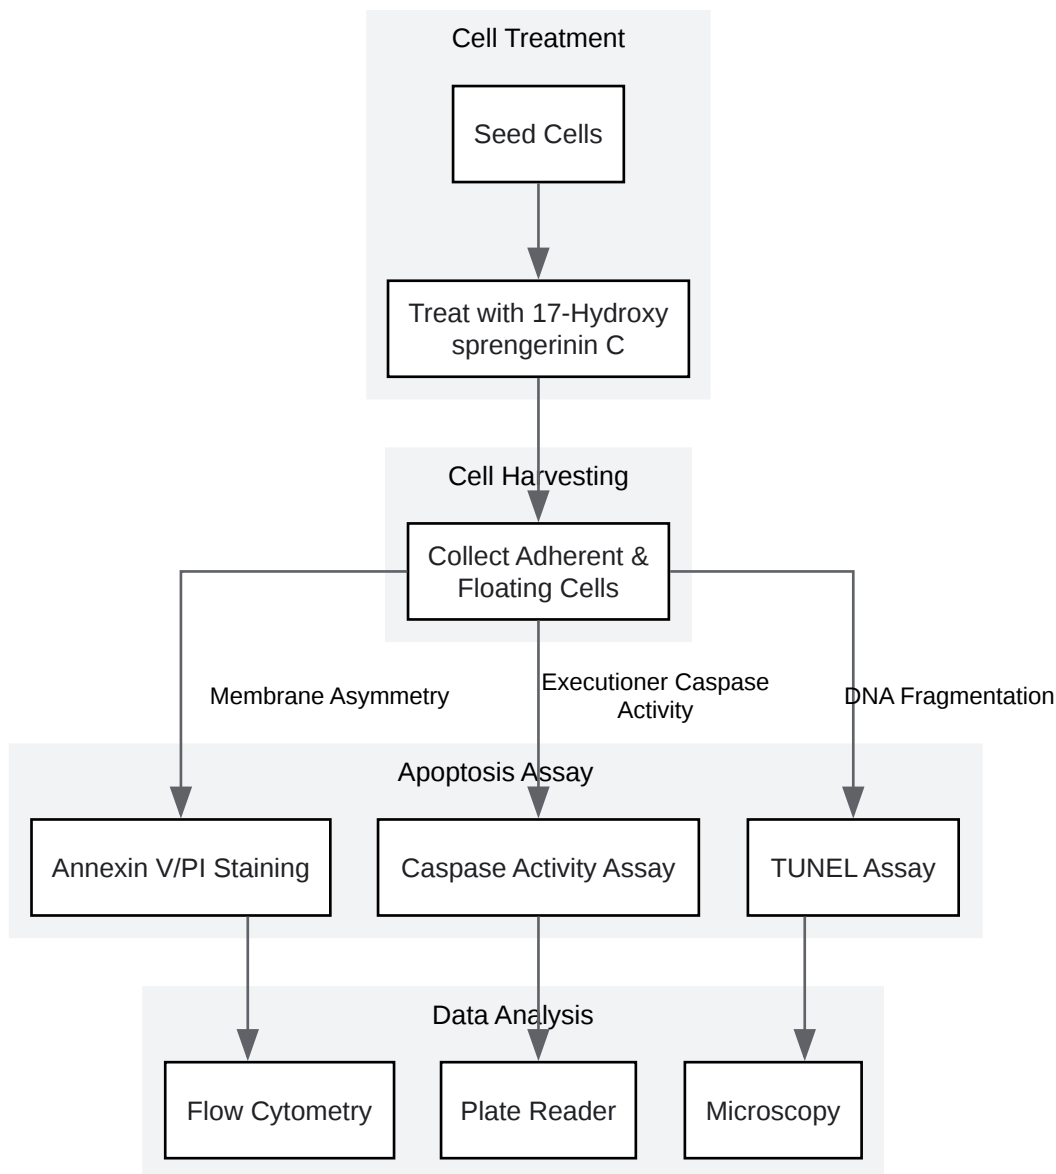 Cell Treatment
Seed Cells
Treat with 17-Hydroxy
sprengerinin C
Cell Harvesting
Collect Adherent &
Floating Cells
Membrane Asymmetry
Executioner Caspase
Activity
DNA Fragmentation
Apoptosis Assay
Annexin V/PI Staining
Caspase Activity Assay
TUNEL Assay
Data Analysis
Flow Cytometry
Plate Reader
Microscopy